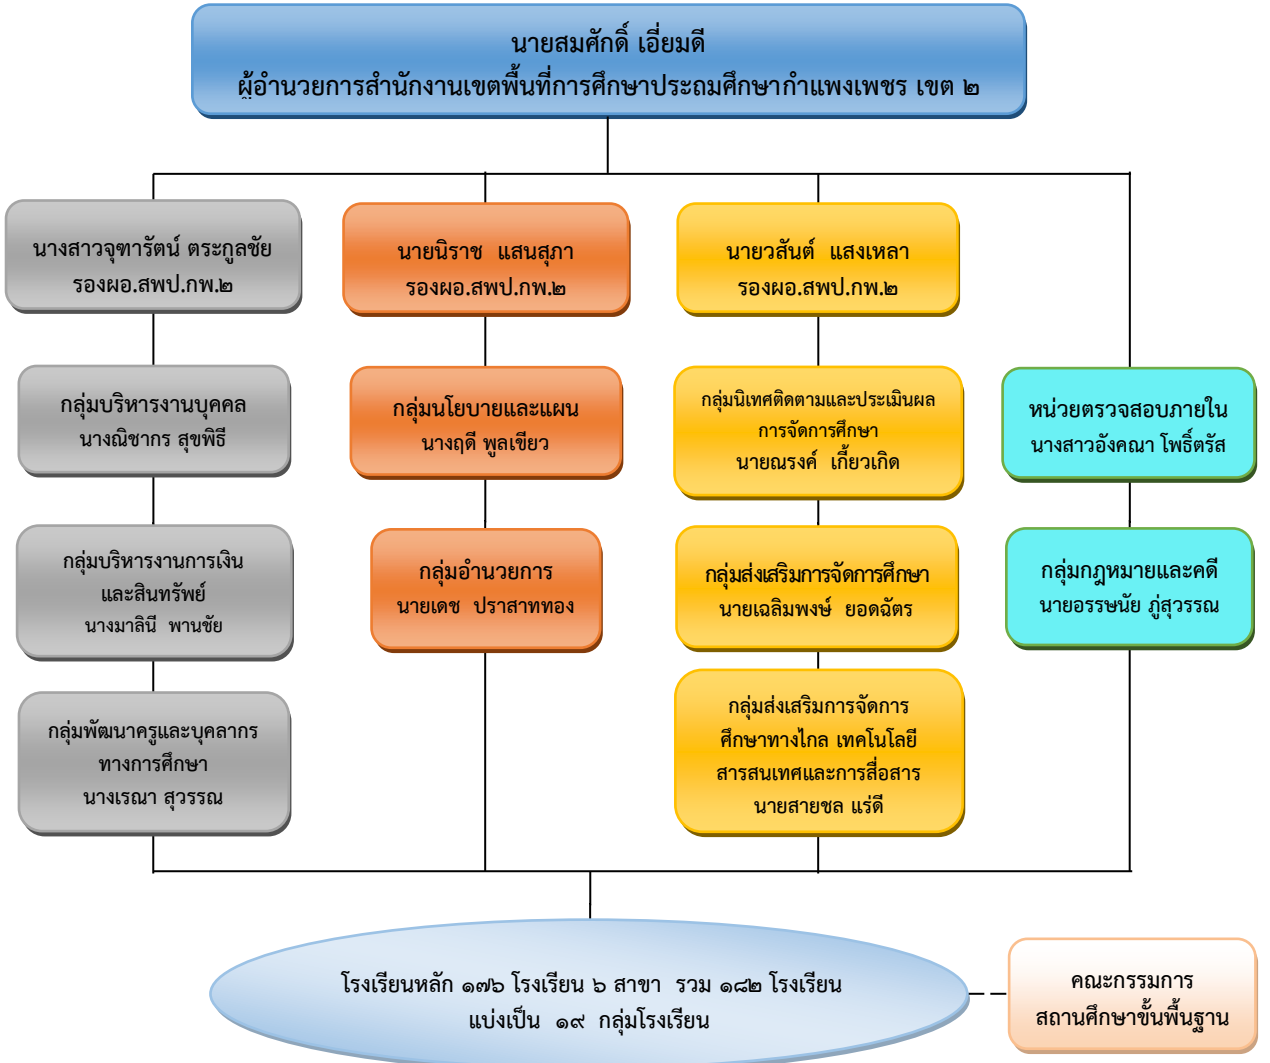 นายสมศักดิ์ เอี่ยมดี
ผู้อำนวยการสำนักงานเขตพื้นที่การศึกษาประถมศึกษากำแพงเพชร เขต ๒
นางสาวจุฑารัตน์ ตระกูลชัย
รองผอ.สพป.กพ.๒
นายนิราช แสนสุภา
รองผอ.สพป.กพ.๒
นายวสันต์ แสงเหลา
รองผอ.สพป.กพ.๒
กลุ่มบริหารงานบุคคล
นางณิชากร สุขพิธี
กลุ่มนโยบายและแผน
นางฤดี พูลเขียว
กลุ่มนิเทศติดตามและประเมินผล
การจัดการศึกษา
นายณรงค์ เกี้ยวเกิด
หน่วยตรวจสอบภายใน
นางสาวอังคณา โพธิ์ตรัส
กลุ่มบริหารงานการเงิน
และสินทรัพย์
นางมาลินี พานชัย
กลุ่มอำนวยการ
นายเดช ปราสาททอง
กลุ่มส่งเสริมการจัดการศึกษา
นายเฉลิมพงษ์ ยอดฉัตร
กลุ่มกฎหมายและคดี
นายอรรษนัย ภู่สุวรรณ
กลุ่มพัฒนาครูและบุคลากร
ทางการศึกษา
นางเรณา สุวรรณ
กลุ่มส่งเสริมการจัดการ
ศึกษาทางไกล เทคโนโลยี
สารสนเทศและการสื่อสาร
นายสายชล แร่ดี
โรงเรียนหลัก ๑๗๖ โรงเรียน ๖ สาขา รวม ๑๘๒ โรงเรียน
แบ่งเป็น ๑๙ กลุ่มโรงเรียน
คณะกรรมการ
สถานศึกษาขั้นพื้นฐาน